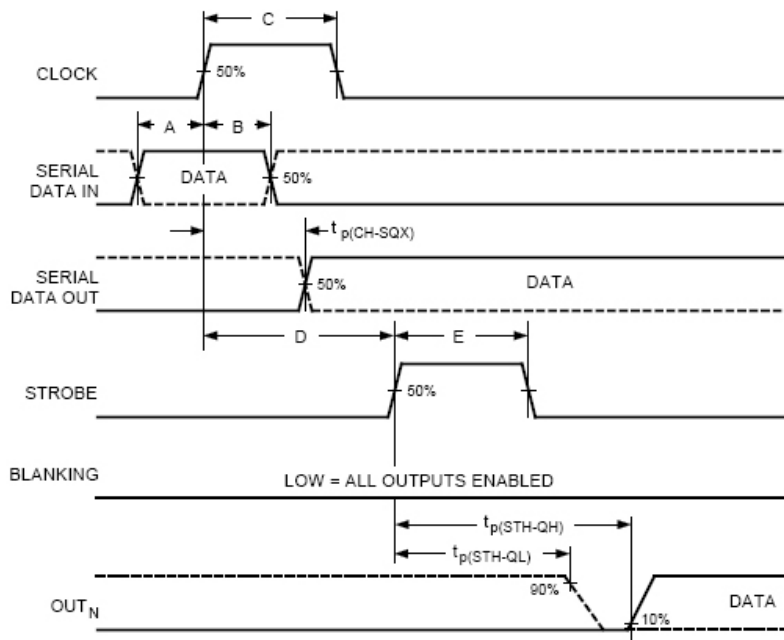 C
CLOCK
50%
A
B
SERIAL
DATA IN
DATA
50%
t p(CH-SQX)
SERIAL
DATA OUT
50%
DATA
D
E
STROBE
50%
BLANKING
LOW = ALL OUTPUTS ENABLED
t p(STH-QH)
t p(STH-QL)
OUT N
90%
10%
DATA